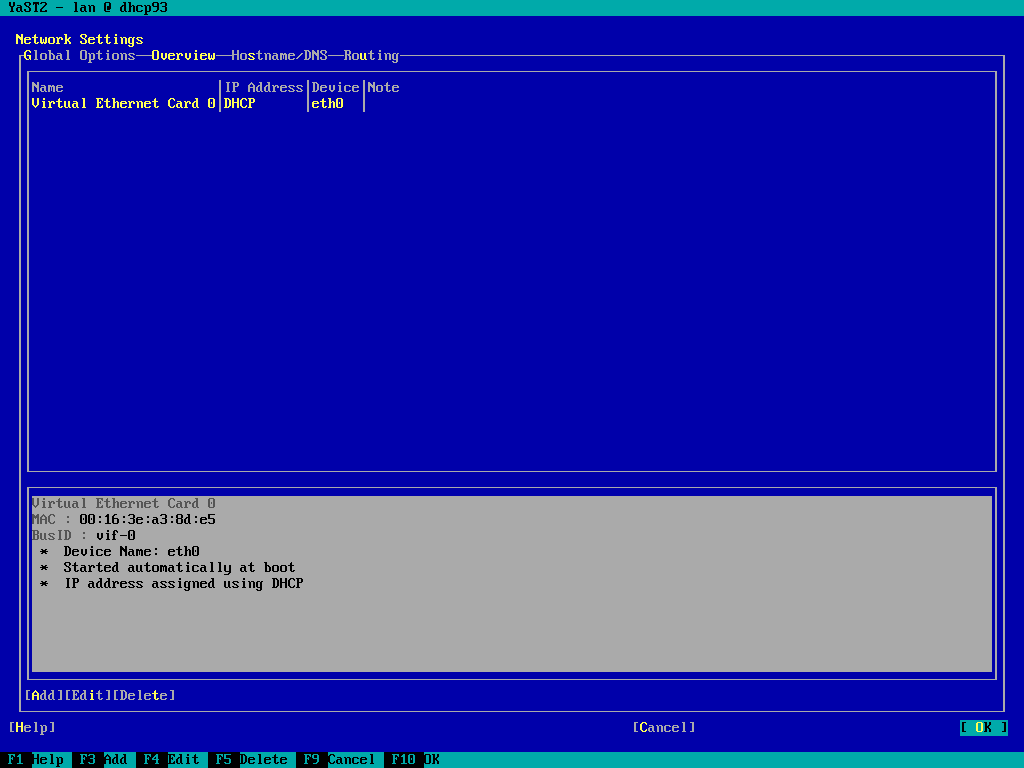 YaST2 - lan @ dhcp93
Network Settings
Global Options Overview Hostname/DNS Routing
Name IP Address Device Note
Virtual Ethernet Card 0 DHCP eth0
Virtual Ethernet Card 0
MAC : 00:16:3e:a3:8d:e5
BusID : vif-0
* Device Name: eth0
* Started automatically at boot
* IP address assigned using DHCP
[Add][Edit][Delete]
[Help] [Cancel] [ OK ]
F1 Help F3 Add F4 Edit F5 Delete F9 Cancel F10 OK